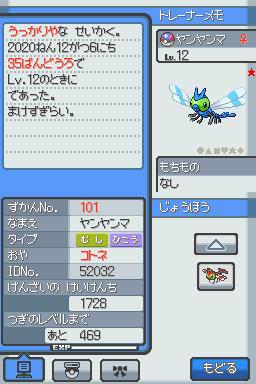 うっかりやな せいかく。
2020ねん12がつ6にち
35ばんどうろで
Lv.12のときに
であった。
まけずぎらい。
トレーナーメモ
ヤンヤンマ ♀
Lv.12
もちもの
なし
じょうほう
ずかんNo. 101
なまえ ヤンヤンマ
タイプ むし ひこう
おや コトネ
IDNo. 52032
げんざいの けいけんち
1728
つぎのレベルまで
あと 469
EXP
もどる